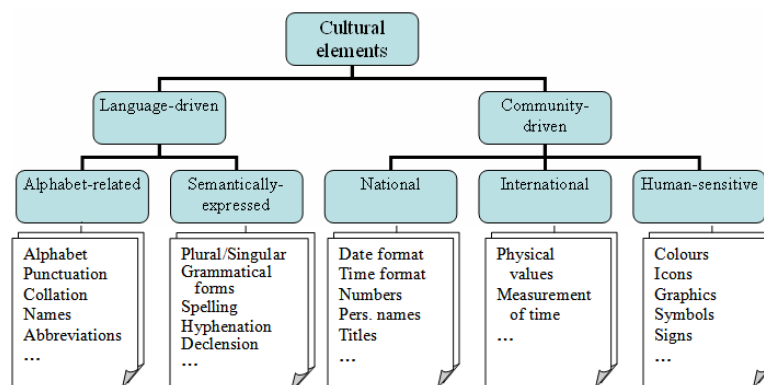 Cultural
elements
Language-driven
Community-
driven
Alphabet-related
Semantically-
expressed
National
International
Human-sensitive
Alphabet
Punctuation
Collation
Names
Abbreviations
...
Plural/Singular
Grammatical
forms
Spelling
Hyphenation
Declension
...
Date format
Time format
Numbers
Pers. names
Titles
...
Physical
values
Measurement
of time
...
Colours
Icons
Graphics
Symbols
Signs
...